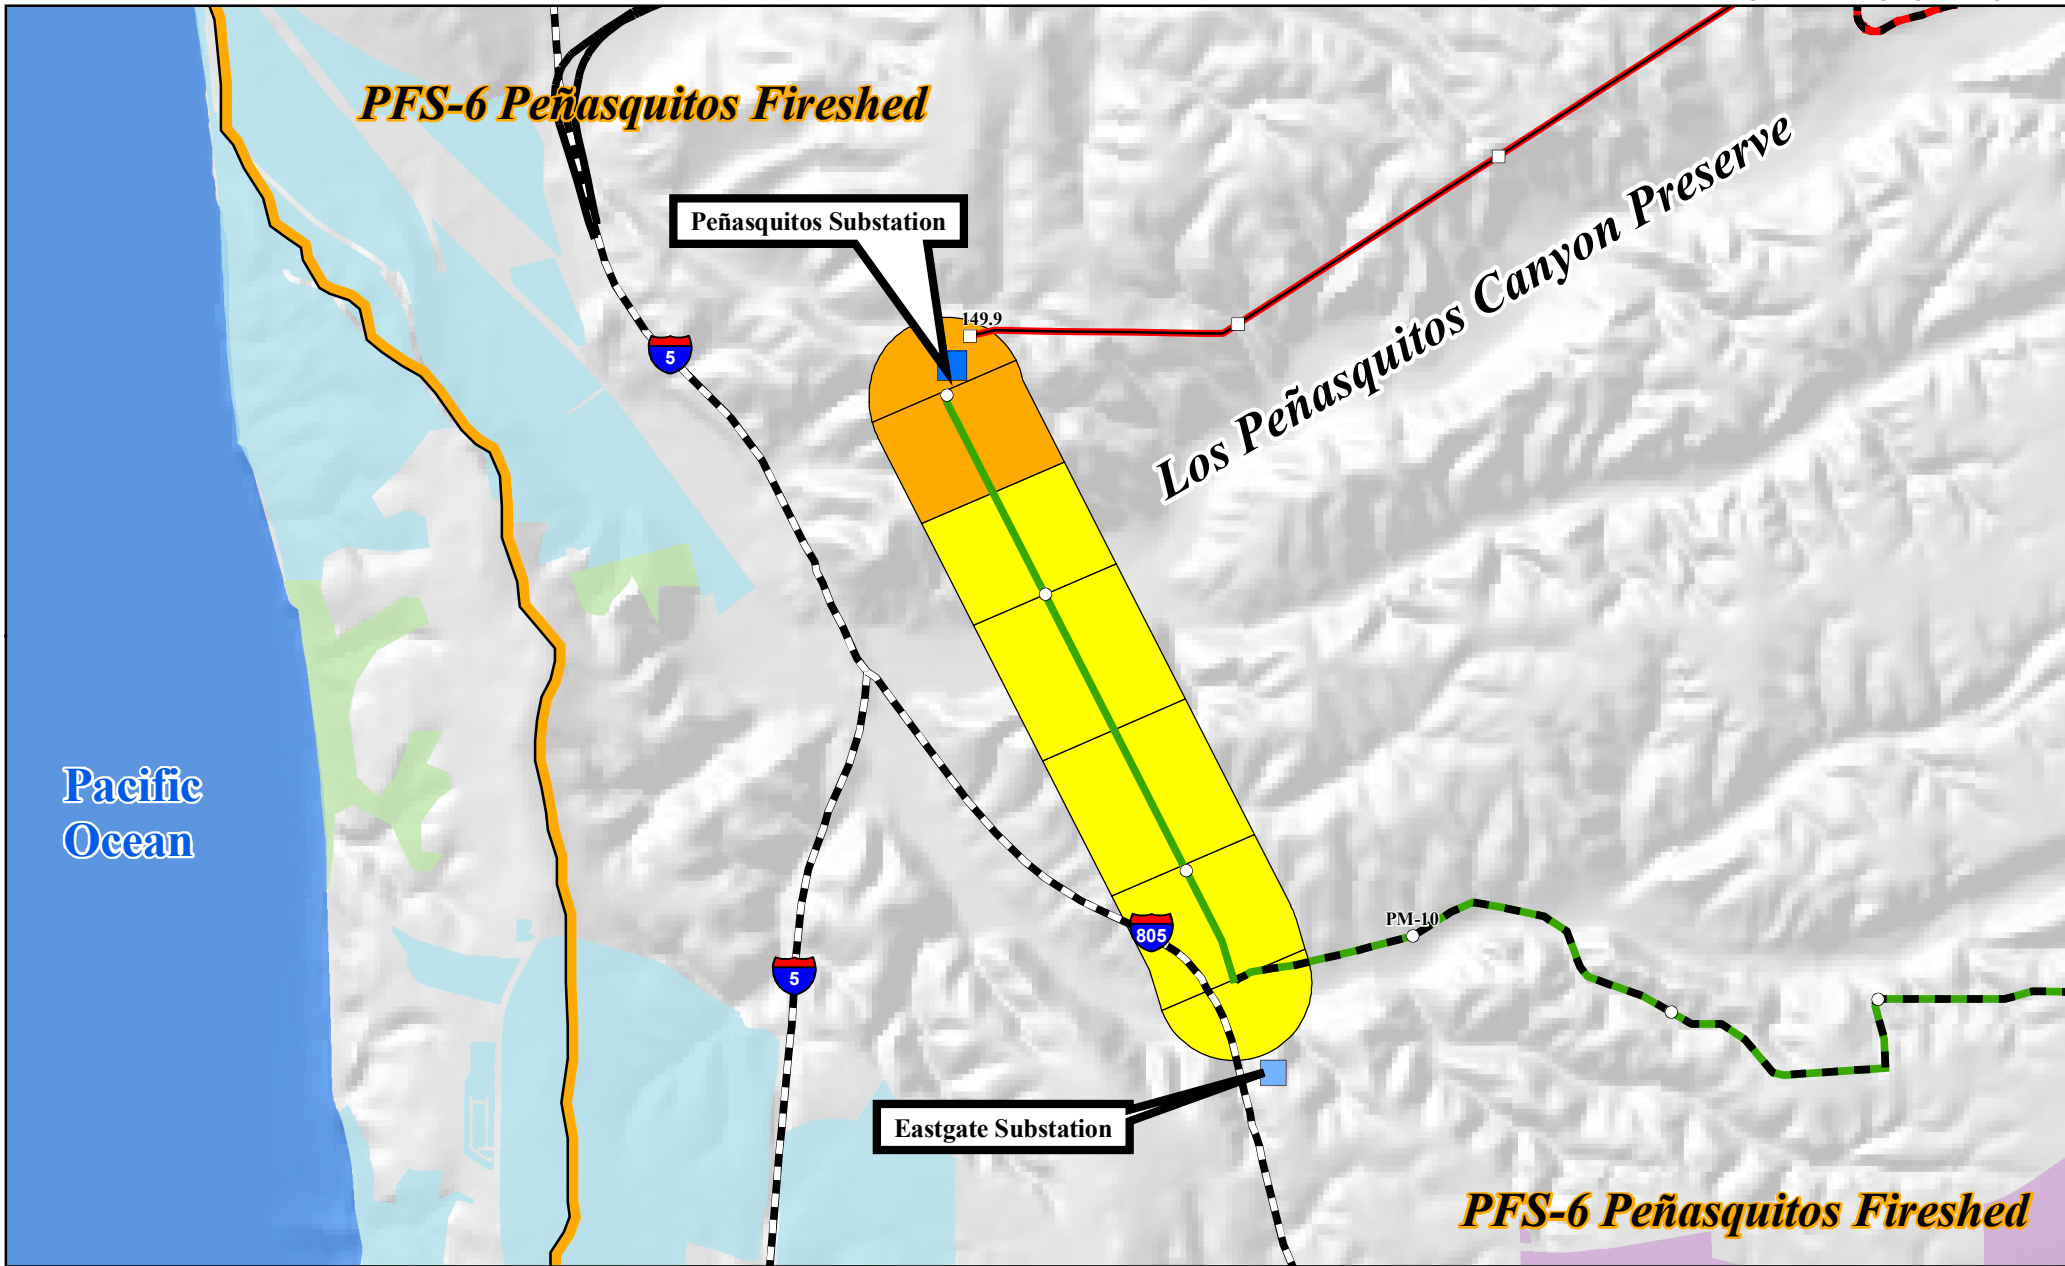 PFS-6 Peñasquitos Fireshed
Peñasquitos Substation
Los Peñasquitos Canyon Preserve
149.9
5
Pacific
Ocean
PM-10
805
5
Eastgate Substation
PFS-6 Peñasquitos Fireshed